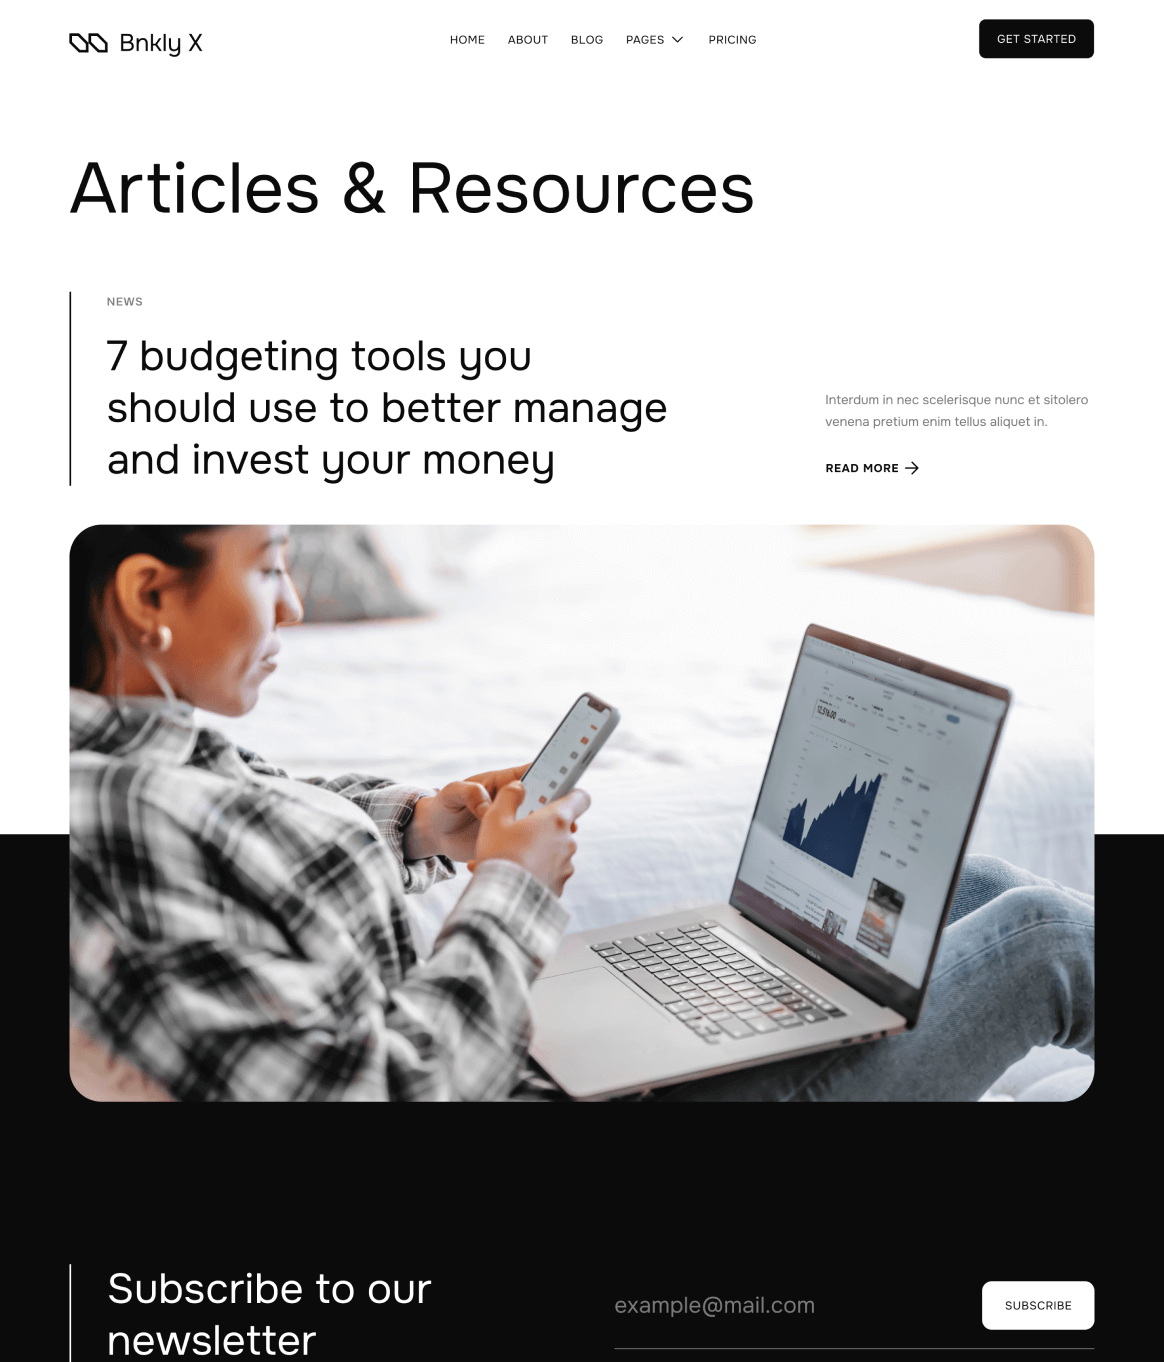 Bnkly X
HOME ABOUT BLOG PAGES PRICING
GET STARTED
Articles & Resources
NEWS
7 budgeting tools you
should use to better manage
and invest your money
Interdum in nec scelerisque nunc et sitolero
venena pretium enim tellus aliquet in.
READ MORE
Subscribe to our
newsletter
example@mail.com
SUBSCRIBE